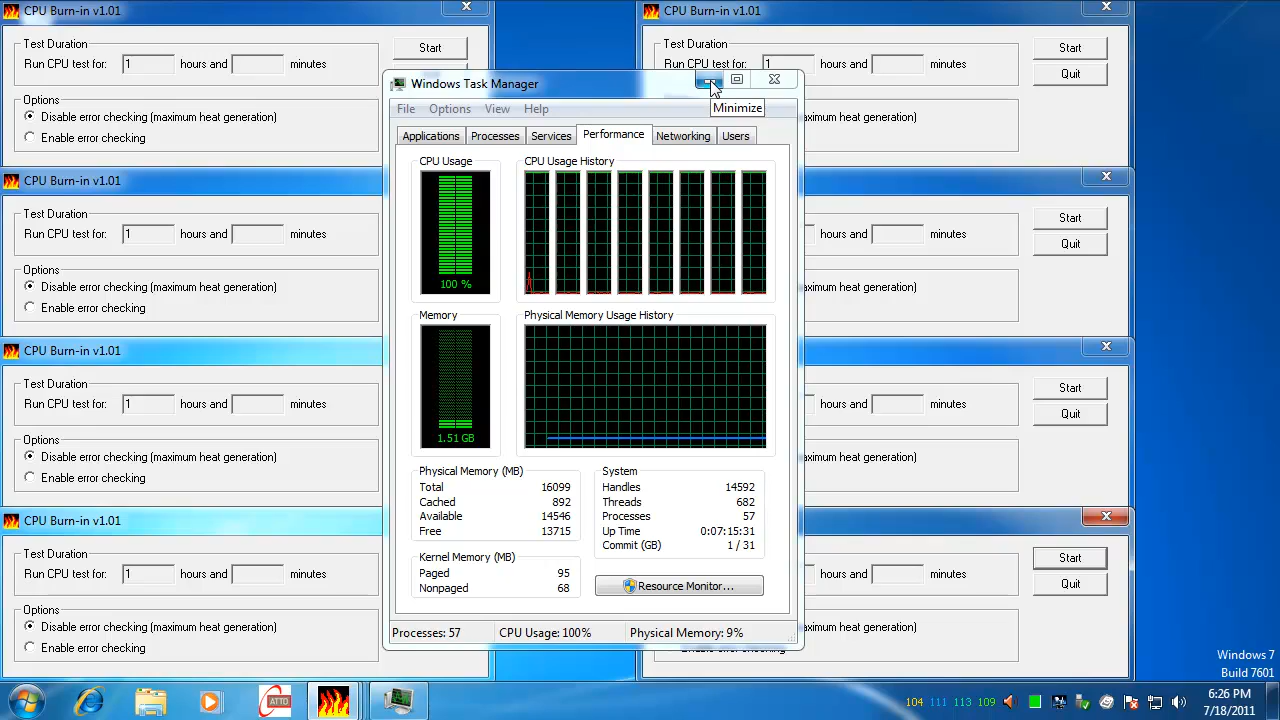 CPU Burn-in v1.01
Test Duration
Run CPU test for: 1 hours and minutes
Start
Options
Disable error checking (maximum heat generation)
Enable error checking
CPU Burn-in v1.01
Test Duration
Run CPU test for: 1 hours and minutes
Options
Disable error checking (maximum heat generation)
Enable error checking
CPU Burn-in v1.01
Test Duration
Run CPU test for: 1 hours and minutes
Options
Disable error checking (maximum heat generation)
Enable error checking
CPU Burn-in v1.01
Test Duration
Run CPU test for: 1 hours and minutes
Options
Disable error checking (maximum heat generation)
Enable error checking
Windows Task Manager
Minimize
File Options View Help
Applications Processes Services Performance Networking Users
CPU Usage
100 %
CPU Usage History
Memory
1.51 GB
Physical Memory Usage History
Physical Memory (MB)
Total 16099
Cached 892
Available 14546
Free 13715
Kernel Memory (MB)
Paged 95
Nonpaged 68
System
Handles 14592
Threads 682
Processes 57
Up Time 0:07:15:31
Commit (GB) 1 / 31
Resource Monitor...
Processes: 57 CPU Usage: 100% Physical Memory: 9%
CPU Burn-in v1.01
Test Duration
Run CPU test for: 1 hours and minutes
Start
Quit
ximum heat generation)
hours and minutes
Start
Quit
ximum heat generation)
hours and minutes
Start
Quit
ximum heat generation)
hours and minutes
Start
Quit
ximum heat generation)
Enable error checking
Windows 7
Build 7601
ATTO
104 111 113 109
6:26 PM
7/18/2011